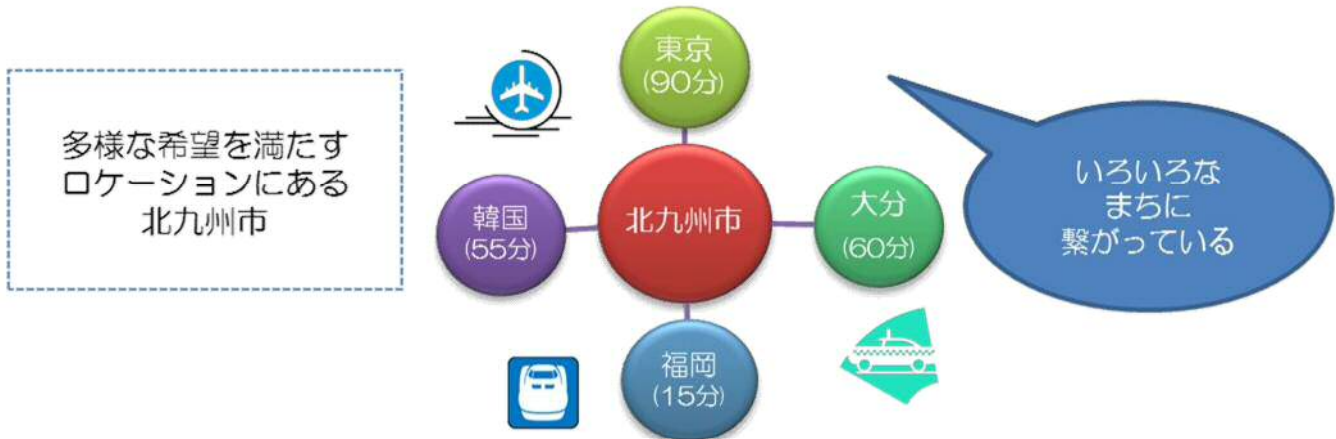 多様な希望を満たす
ロケーションにある
北九州市
東京
(90分)
韓国
(55分)
北九州市
大分
(60分)
福岡
(15分)
いろいろな
まちに
繋がっている